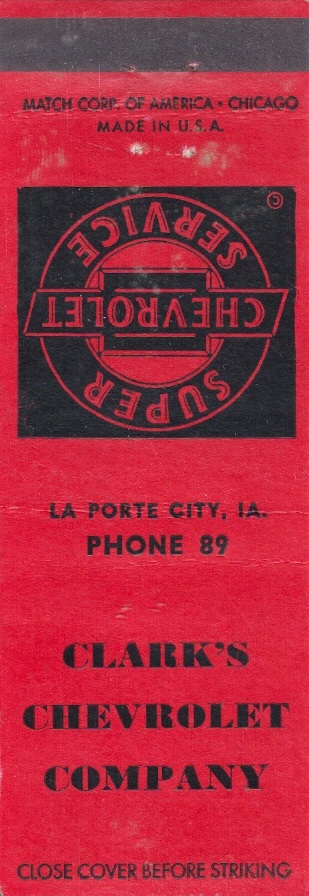 MATCH CORP. OF AMERICA • CHICAGO
MADE IN U.S.A.
©
SUPER
CHEVROLET
SERVICE
LA PORTE CITY, IA.
PHONE 89
CLARK'S
CHEVROLET
COMPANY
CLOSE COVER BEFORE STRIKING